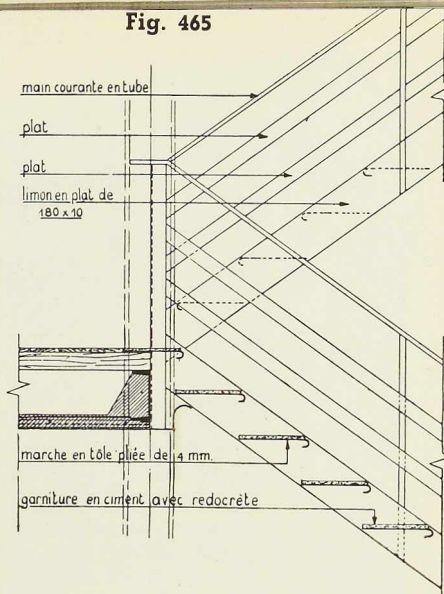 Fig. 465
main courante en tube
plat
plat
limon en plat de
180 x 10
marche en tôle pliée de 4 mm.
garniture en ciment avec redocrète